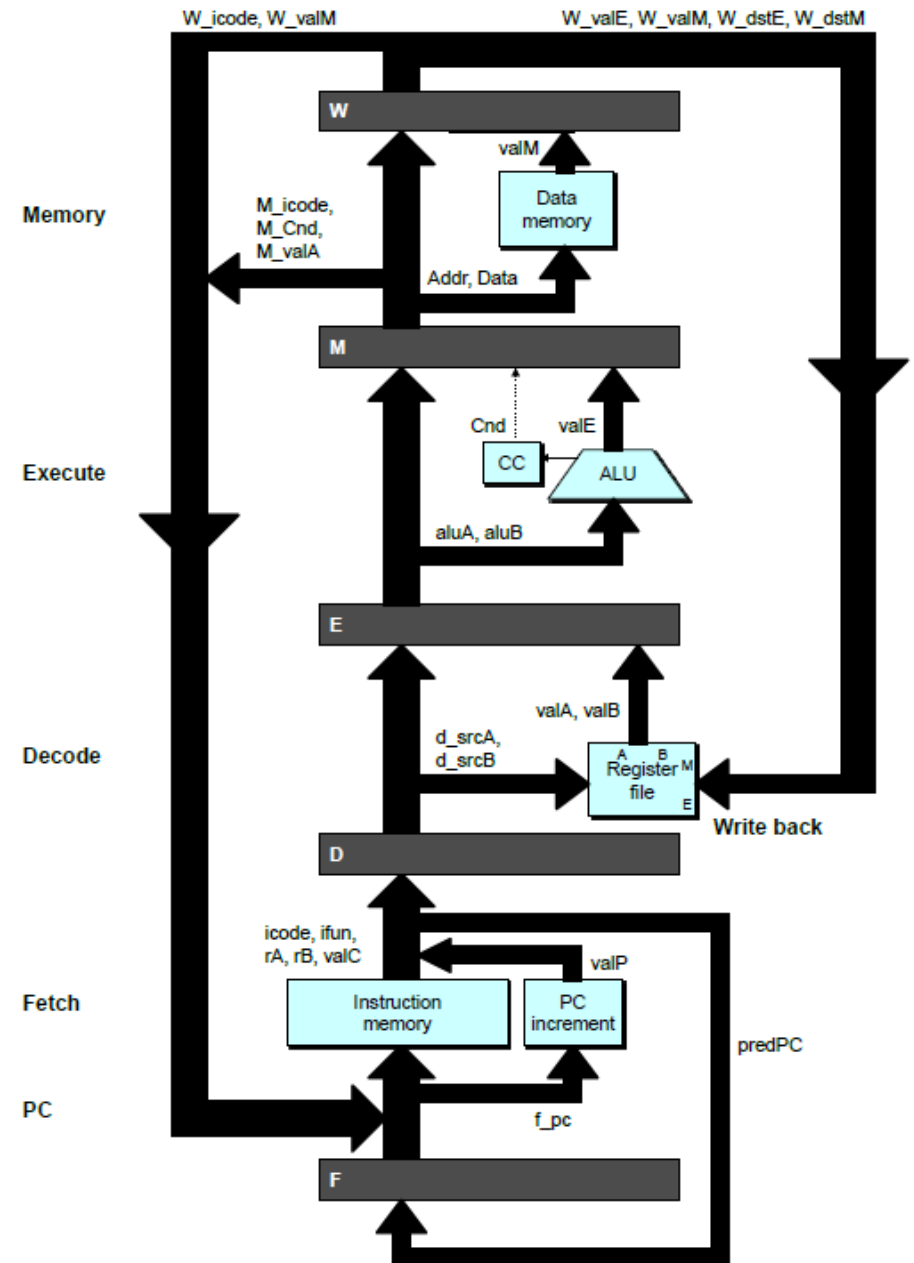 W_icode, W_valM
W_valE, W_valM, W_dstE, W_dstM
W
valM
Data
memory
Memory
M_icode,
M_Cnd,
M_valA
Addr, Data
M
Cnd
valE
CC
ALU
Execute
aluA, aluB
E
valA, valB
d_srcA,
d_srcB
Decode
A B
Register M
file
E
Write back
D
icode, ifun,
rA, rB, valC
valP
Fetch
Instruction
memory
PC
increment
predPC
PC
f_pc
F